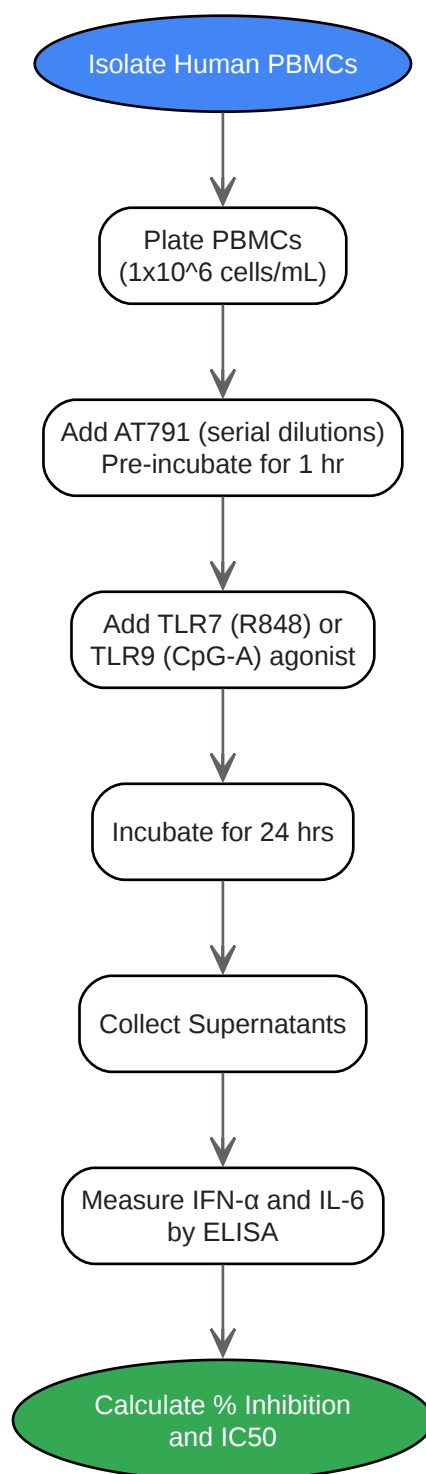 Isolate Human PBMCs
Plate PBMCs
(1x10^6 cells/mL)
Add AT791 (serial dilutions)
Pre-incubate for 1 hr
Add TLR7 (R848) or
TLR9 (CpG-A) agonist
Incubate for 24 hrs
Collect Supernatants
Measure IFN-α and IL-6
by ELISA
Calculate % Inhibition
and IC50